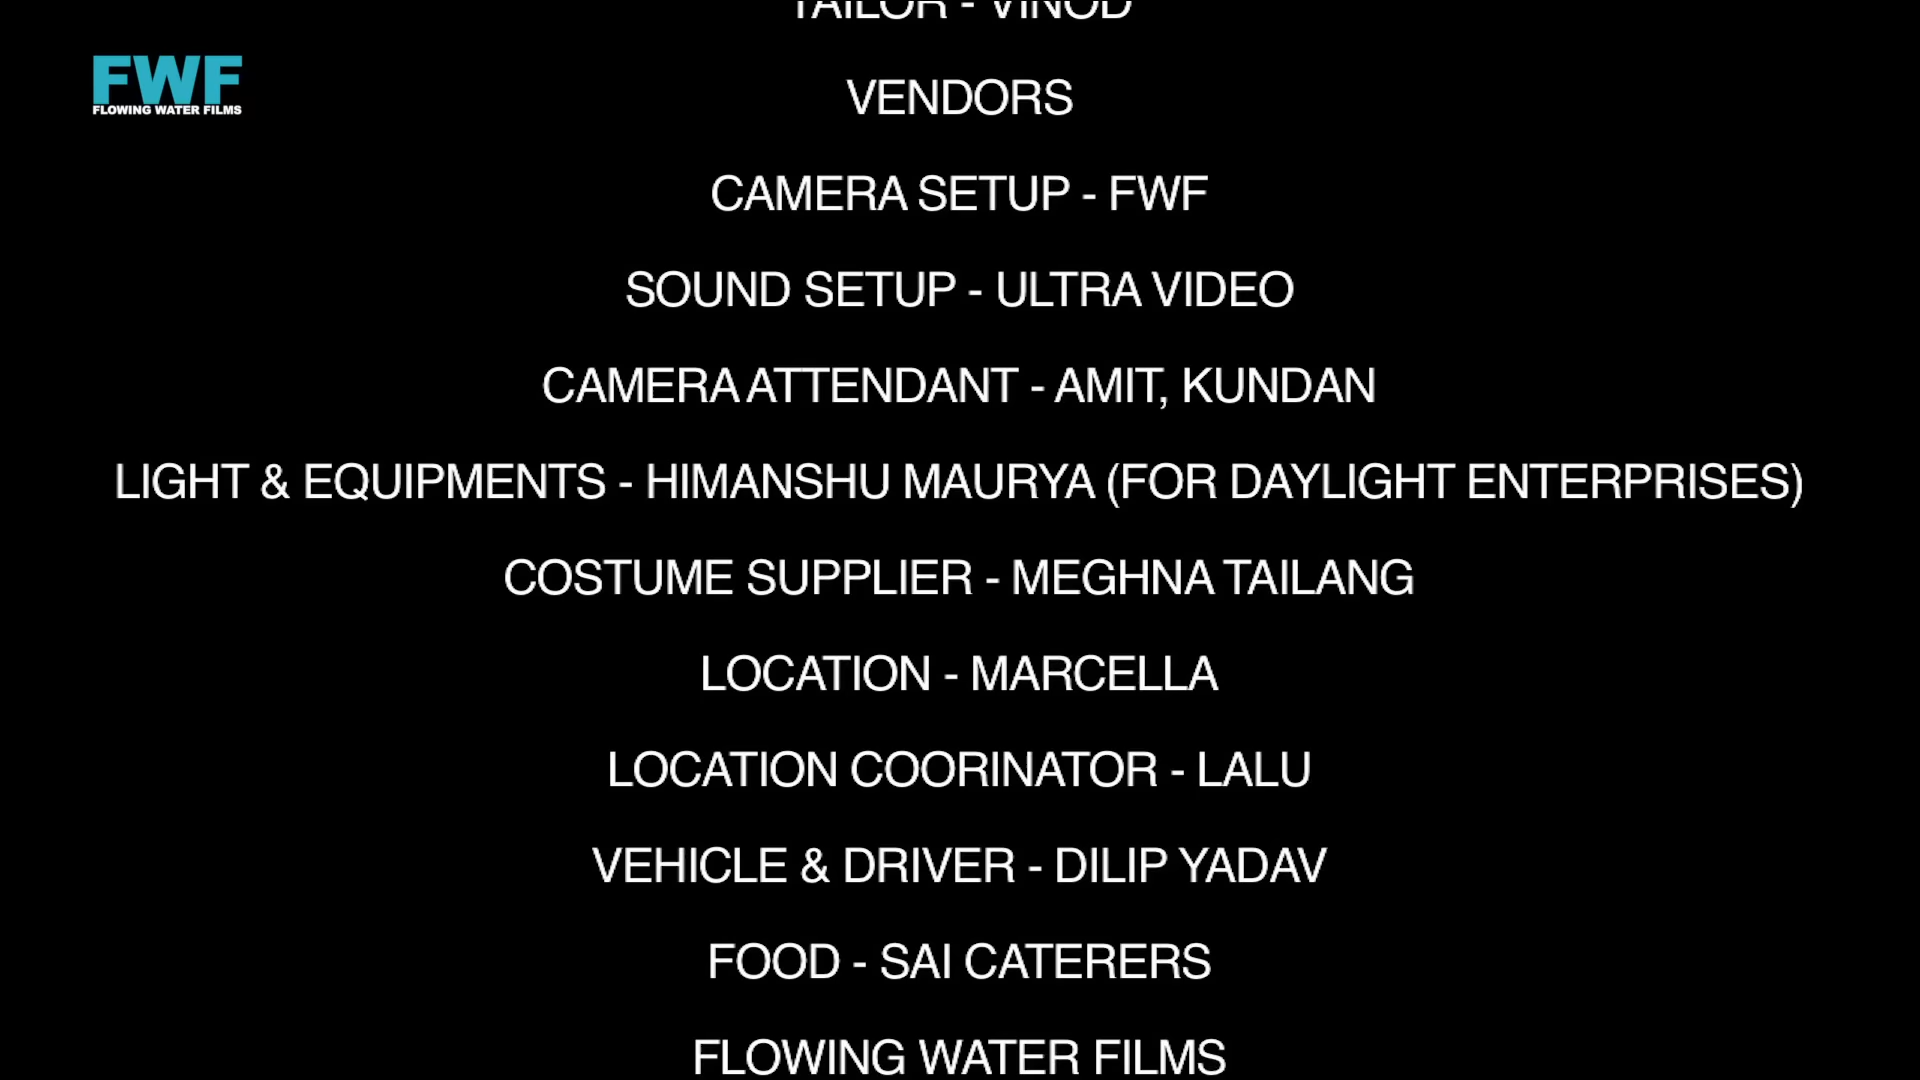 TAILOR - VINOD
FWF
FLOWING WATER FILMS
VENDORS
CAMERA SETUP - FWF
SOUND SETUP - ULTRA VIDEO
CAMERA ATTENDANT - AMIT, KUNDAN
LIGHT & EQUIPMENTS - HIMANSHU MAURYA (FOR DAYLIGHT ENTERPRISES)
COSTUME SUPPLIER - MEGHNA TAILANG
LOCATION - MARCELLA
LOCATION COORINATOR - LALU
VEHICLE & DRIVER - DILIP YADAV
FOOD - SAI CATERERS
FLOWING WATER FILMS